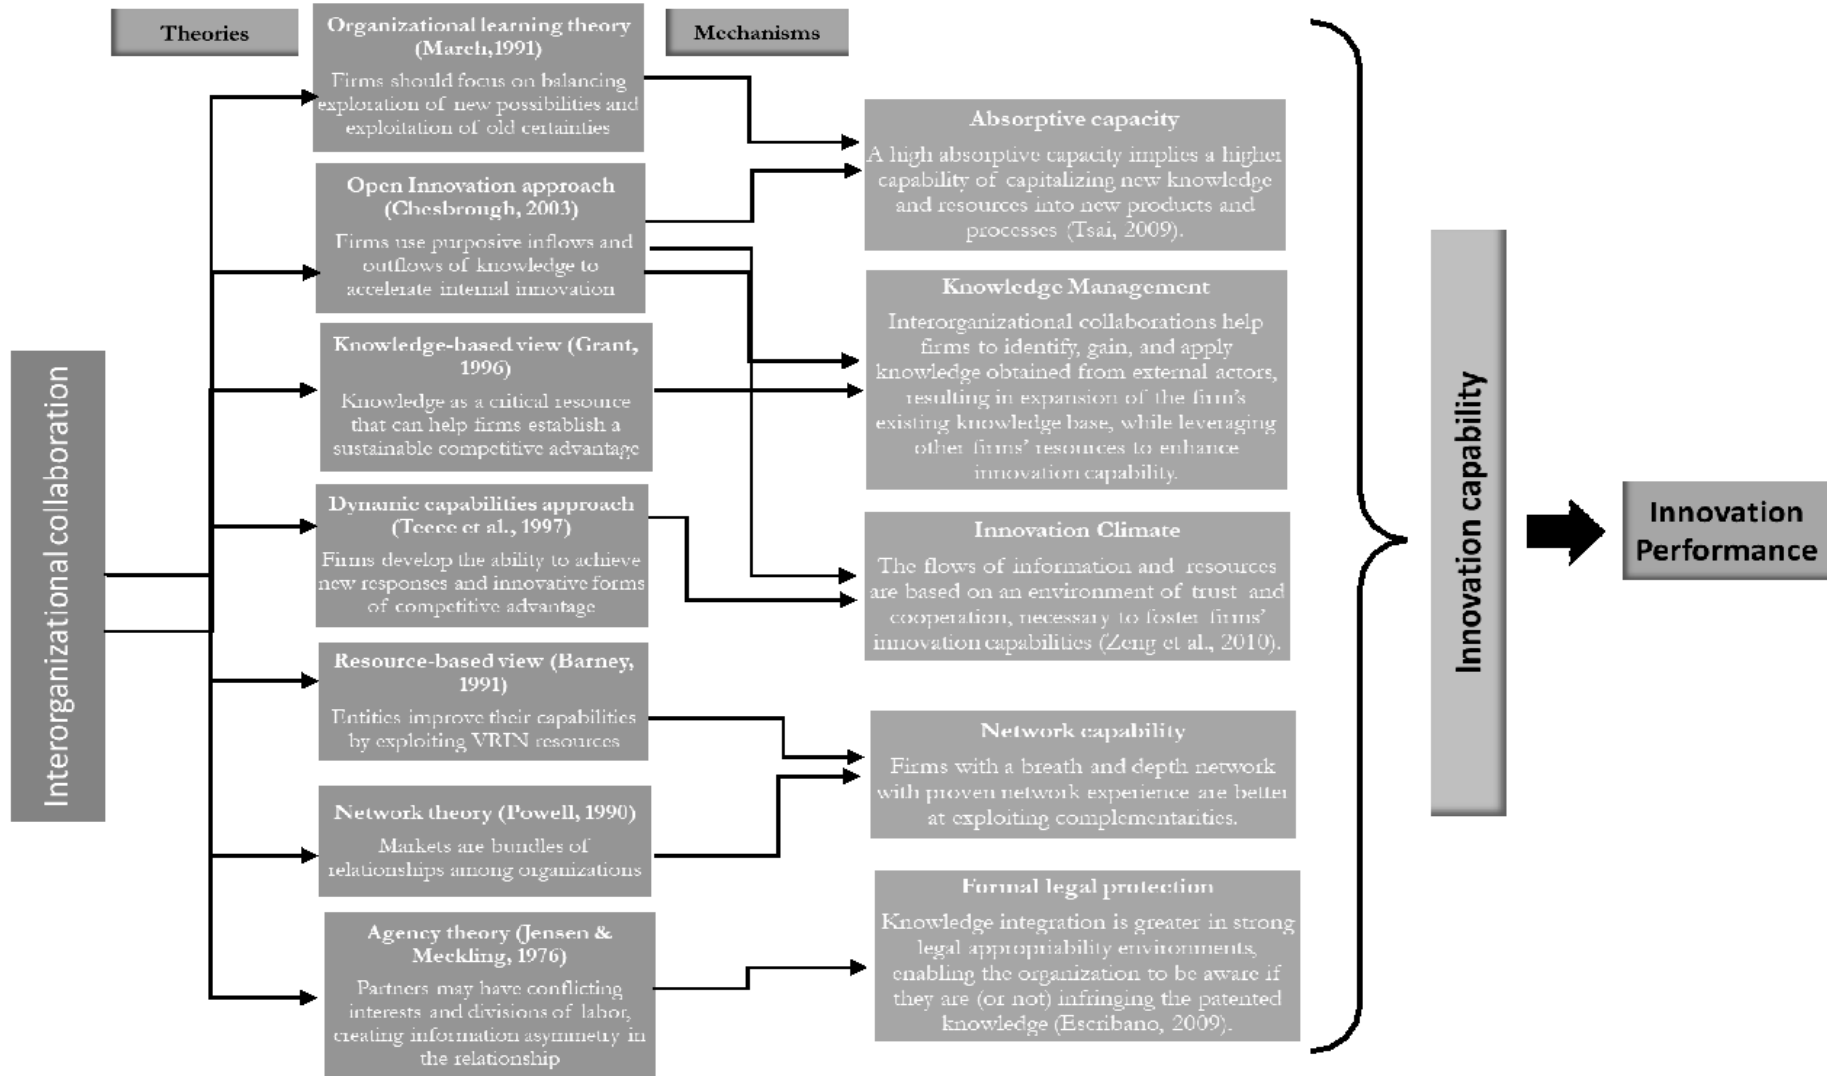 Theories
Organizational learning theory
(March,1991)
Firms should focus on balancing
exploration of new possibilities and
exploitation of old certainties
Mechanisms
Open Innovation approach
(Chesbrough, 2003)
Firms use purposive inflows and
outflows of knowledge to
accelerate internal innovation
Knowledge-based view (Grant,
1996)
Knowledge as a critical resource
that can help firms establish a
sustainable competitive advantage
Dynamic capabilities approach
(Teece et al., 1997)
Firms develop the ability to achieve
new responses and innovative forms
of competitive advantage
Resource-based view (Barney,
1991)
Entities improve their capabilities
by exploiting VRIN resources
Network theory (Powell, 1990)
Markets are bundles of
relationships among organizations
Agency theory (Jensen &
Meckling, 1976)
Partners may have conflicting
interests and divisions of labor,
creating information asymmetry in
the relationship
Interorganizational collaboration
Absorptive capacity
A high absorptive capacity implies a higher
capability of capitalizing new knowledge
and resources into new products and
processes (Tsai, 2009).
Knowledge Management
Interorganizational collaborations help
firms to identify, gain, and apply
knowledge obtained from external actors,
resulting in expansion of the firm's
existing knowledge base, while leveraging
other firms' resources to enhance
innovation capability.
Innovation Climate
The flows of information and resources
are based on an environment of trust and
cooperation, necessary to foster firms'
innovation capabilities (Zeng et al., 2010).
Network capability
Firms with a breath and depth network
with proven network experience are better
at exploiting complementarities.
Formal legal protection
Knowledge integration is greater in strong
legal appropriability environments,
enabling the organization to be aware if
they are (or not) infringing the patented
knowledge (Escribano, 2009).
Innovation capability
Innovation
Performance